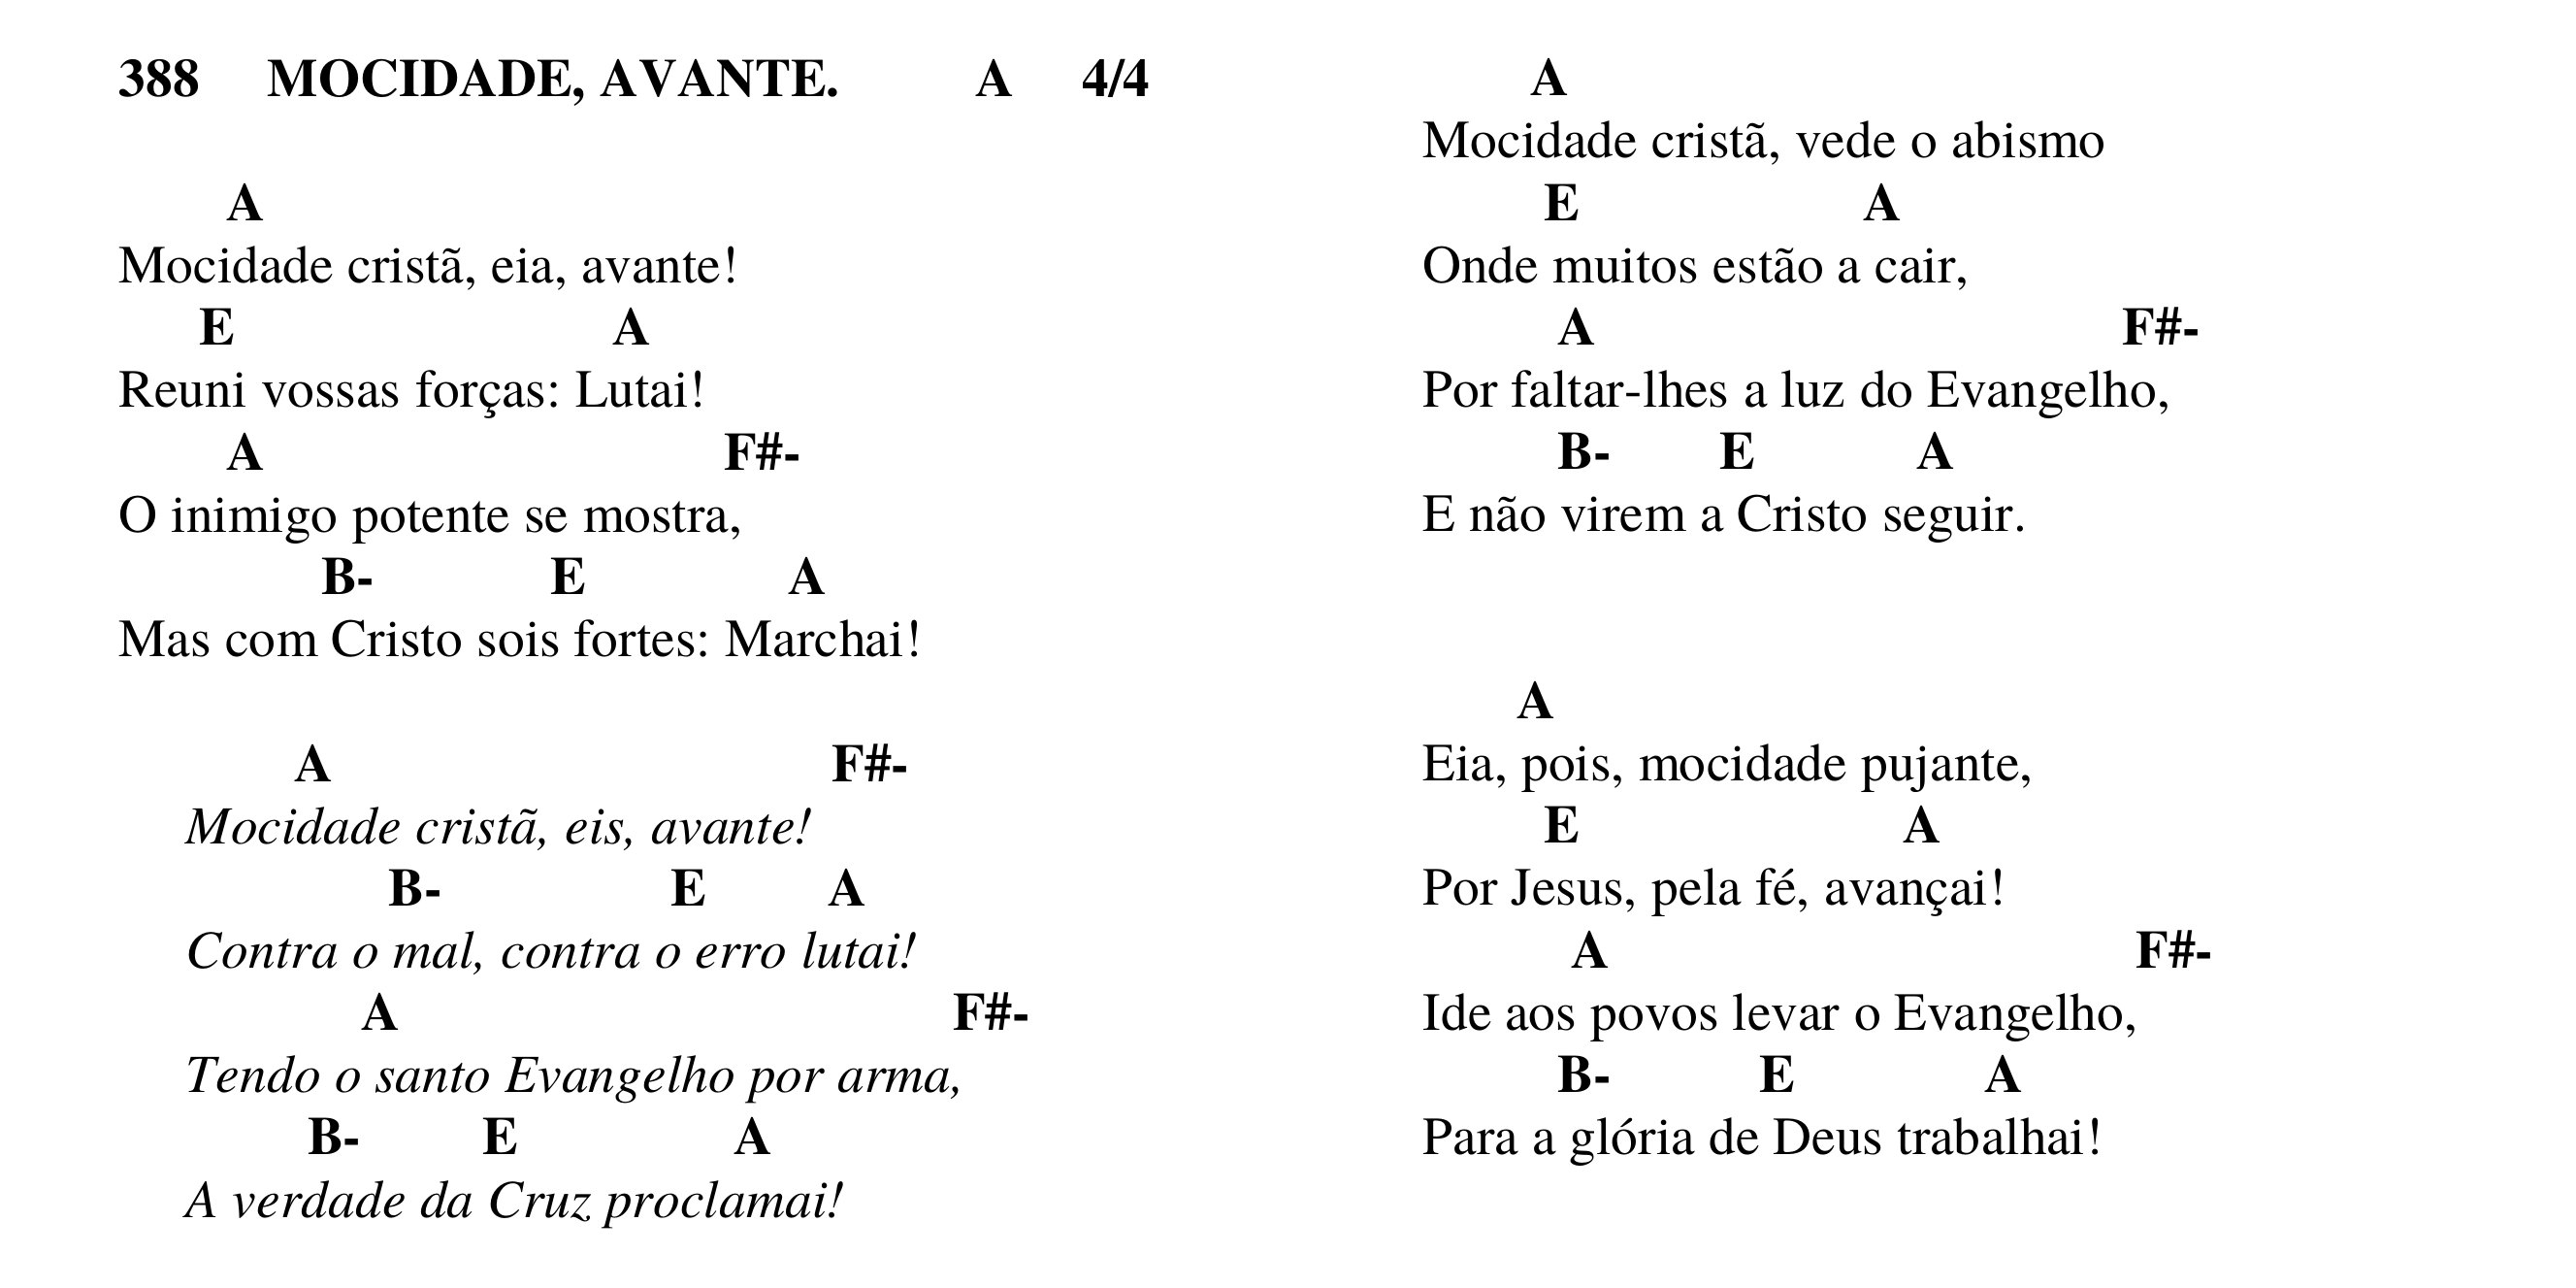 388 MOCIDADE, AVANTE. A 4/4
A
Mocidade cristã, eia, avante!
E A
Reuni vossas forças: Lutai!
A F#-
O inimigo potente se mostra,
B- E A
Mas com Cristo sois fortes: Marchai!
A F#-
Mocidade cristã, eis, avante!
B- E A
Contra o mal, contra o erro lutai!
A F#-
Tendo o santo Evangelho por arma,
B- E A
A verdade da Cruz proclamai!
A
Mocidade cristã, vede o abismo
E A
Onde muitos estão a cair,
A F#-
Por faltar-lhes a luz do Evangelho,
B- E A
E não virem a Cristo seguir.
A
Eia, pois, mocidade pujante,
E A
Por Jesus, pela fé, avançai!
A F#-
Ide aos povos levar o Evangelho,
B- E A
Para a glória de Deus trabalhai!